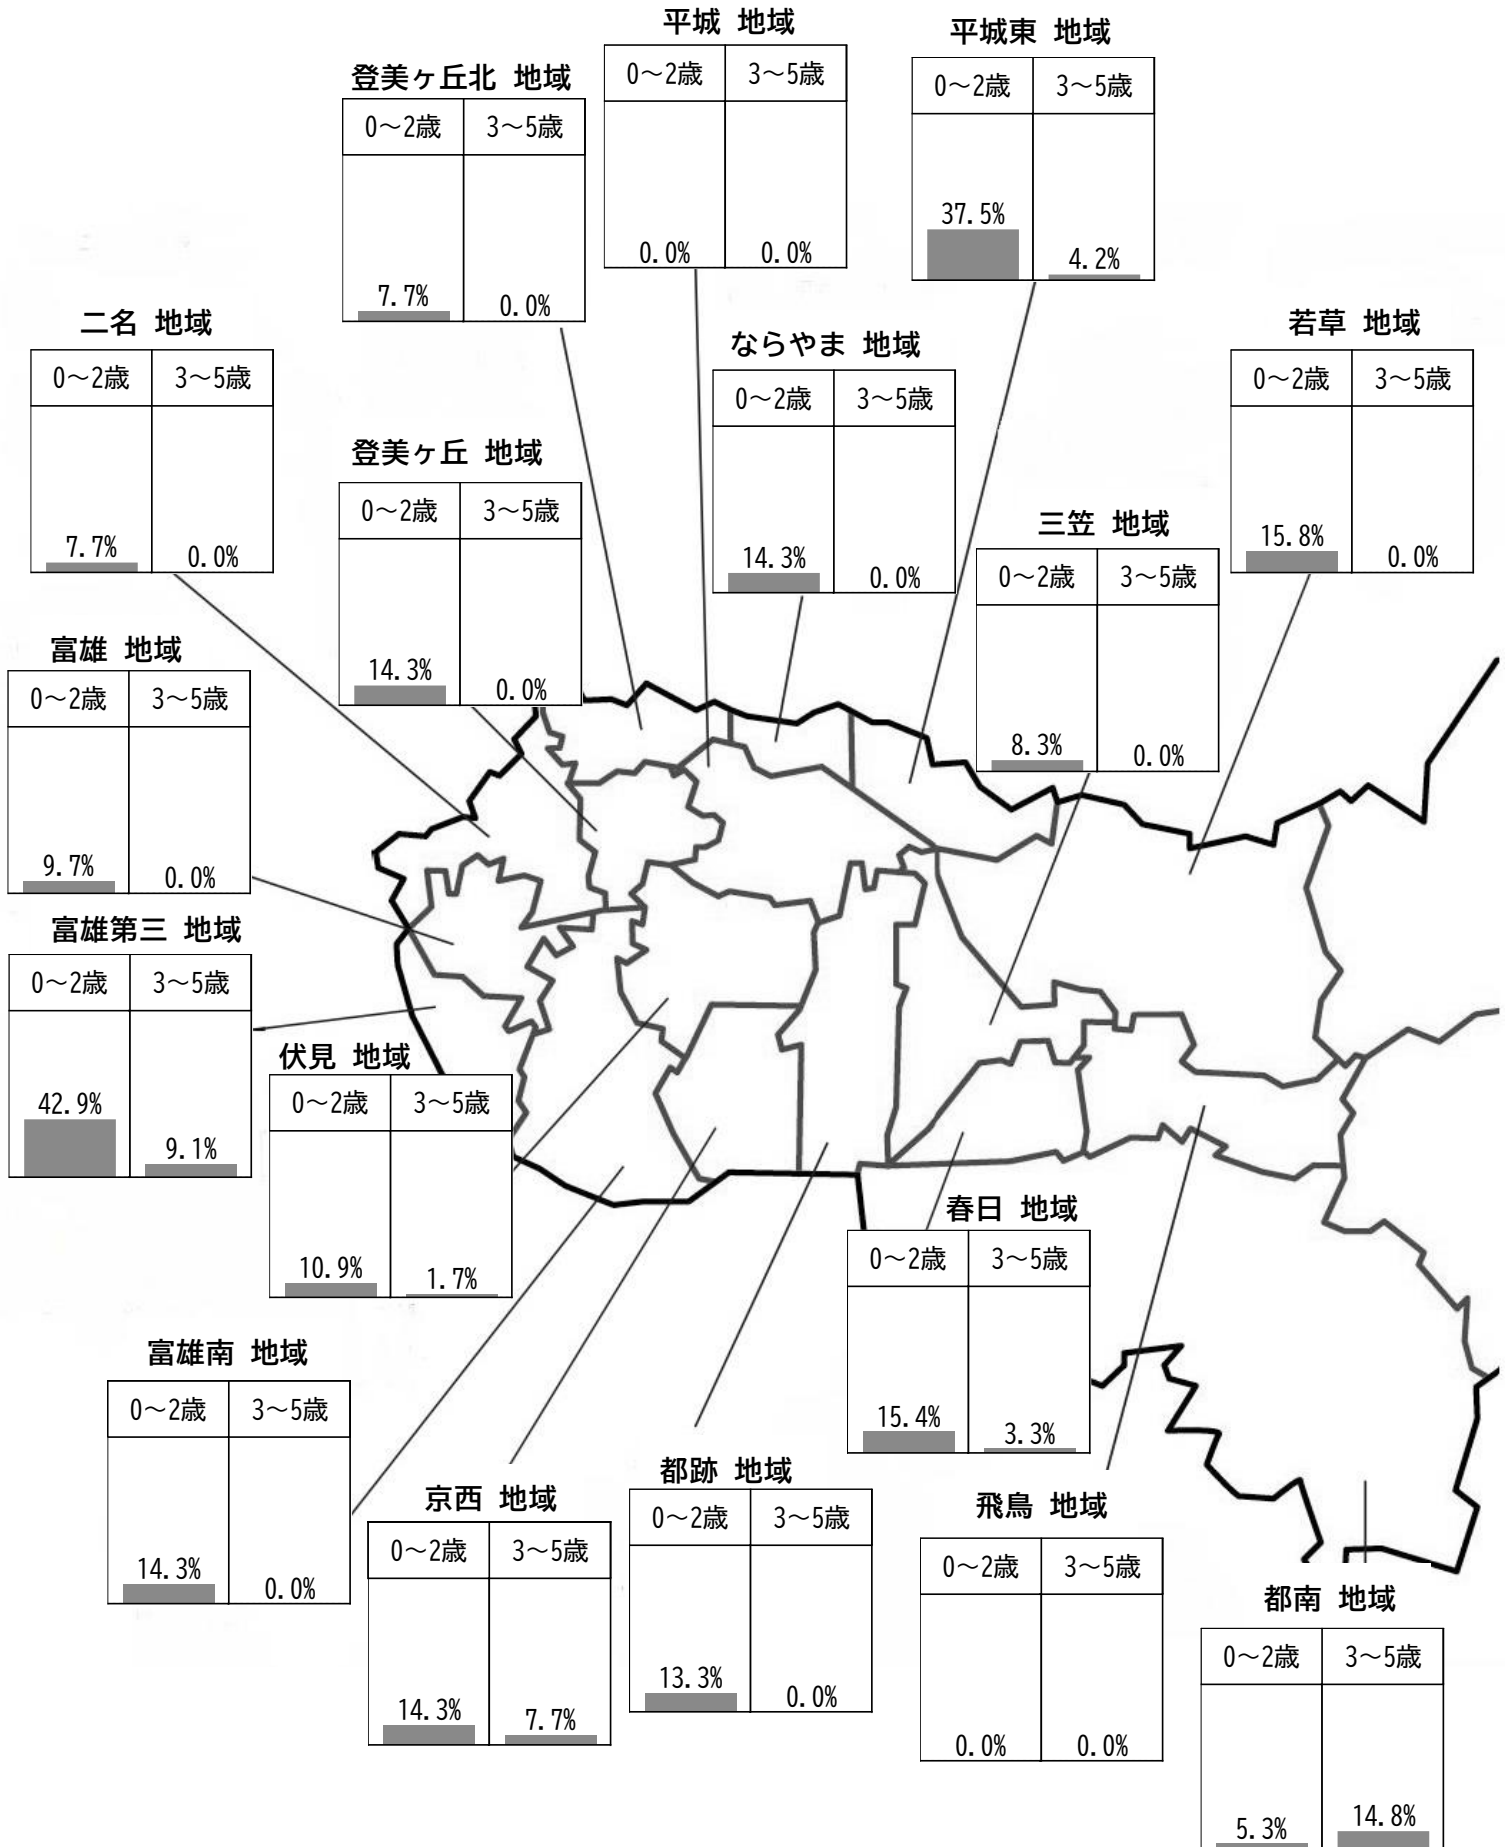 平城 地域
0～2歳 3～5歳
0.0% 0.0%
平城東 地域
0～2歳 3～5歳
37.5% 4.2%
登美ヶ丘北 地域
0～2歳 3～5歳
7.7% 0.0%
二名 地域
0～2歳 3～5歳
7.7% 0.0%
ならやま 地域
0～2歳 3～5歳
14.3% 0.0%
若草 地域
0～2歳 3～5歳
15.8% 0.0%
登美ヶ丘 地域
0～2歳 3～5歳
14.3% 0.0%
三笠 地域
0～2歳 3～5歳
8.3% 0.0%
富雄 地域
0～2歳 3～5歳
9.7% 0.0%
富雄第三 地域
0～2歳 3～5歳
42.9% 9.1%
伏見 地域
0～2歳 3～5歳
10.9% 1.7%
春日 地域
0～2歳 3～5歳
15.4% 3.3%
富雄南 地域
0～2歳 3～5歳
14.3% 0.0%
京西 地域
0～2歳 3～5歳
14.3% 7.7%
都跡 地域
0～2歳 3～5歳
13.3% 0.0%
飛鳥 地域
0～2歳 3～5歳
0.0% 0.0%
都南 地域
0～2歳 3～5歳
5.3% 14.8%